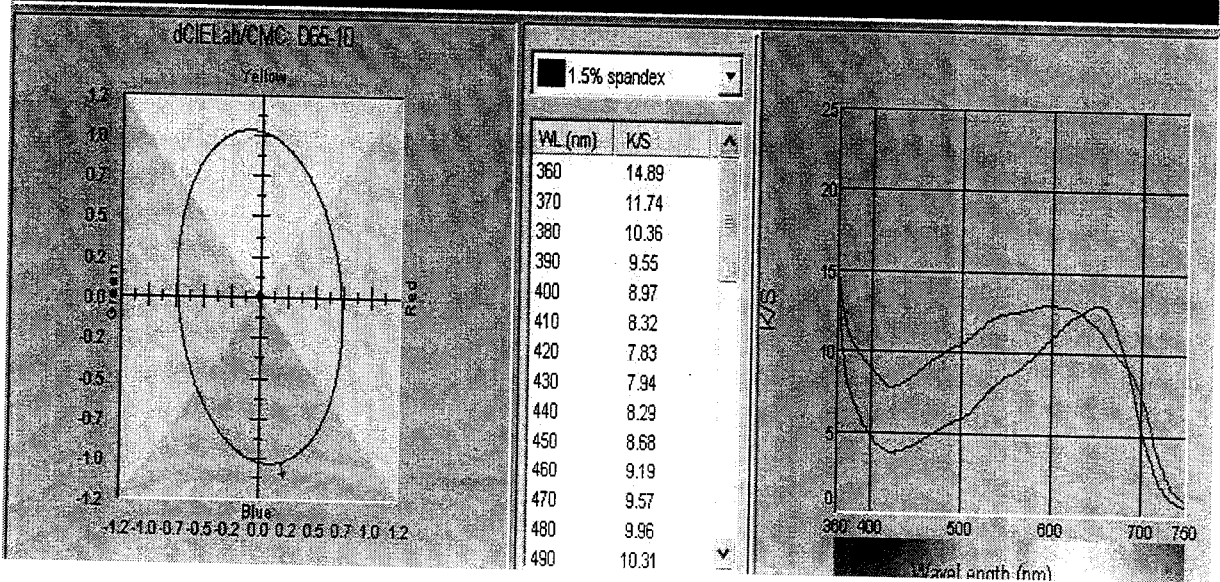 dCIELab/CMC: D65-10
Yellow
1.2
1.0
0.7
0.5
0.2
0.0
-0.2
-0.5
-0.7
-1.0
-1.2
Green
Red
Blue
-1.2 -1.0 -0.7 -0.5 -0.2 0.0 0.2 0.5 0.7 1.0 1.2
1.5% spandex
WL (nm) K/S
360 14.89
370 11.74
380 10.36
390 9.55
400 8.97
410 8.32
420 7.83
430 7.94
440 8.29
450 8.68
460 9.19
470 9.57
480 9.96
490 10.31
25
20
15
10
5
0
K/S
360 400 500 600 700 760
WaveLength (nm)